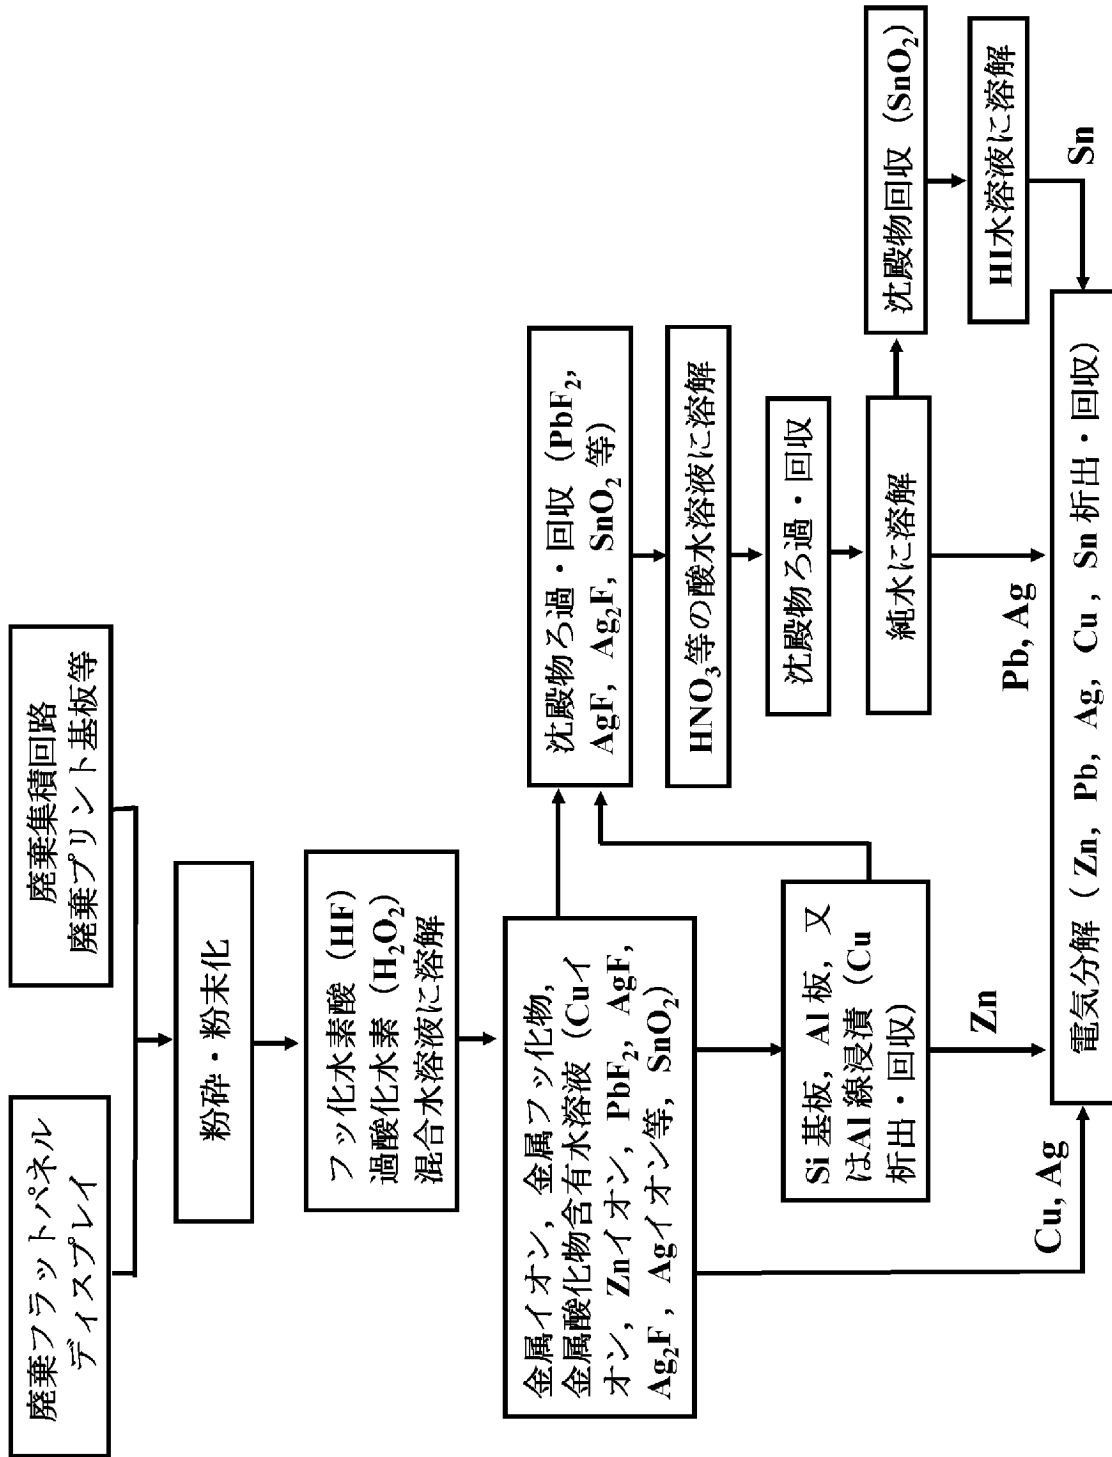 廃棄フラットパネル
ディスプレイ
廃棄集積回路
廃棄プリント基板等
粉砕・粉末化
フッ化水素酸（HF）
過酸化水素（H₂O₂）
混合水溶液に溶解
金属イオン，金属フッ化物，
金属酸化物含有水溶液（Cuイ
オン，Znイオン，PbF₂，AgF，
Ag₂F，Agイオン等，SnO₂）
沈殿物ろ過・回収（PbF₂，
AgF，Ag₂F，SnO₂等）
HNO₃等の酸水溶液に溶解
沈殿物ろ過・回収
純水に溶解
沈殿物回収（SnO₂）
HI水溶液に溶解
Si基板，Al板，又
はAl線浸漬（Cu
析出・回収）
Cu, Ag
Zn
Pb, Ag
Sn
電気分解（Zn，Pb，Ag，Cu，Sn析出・回収）